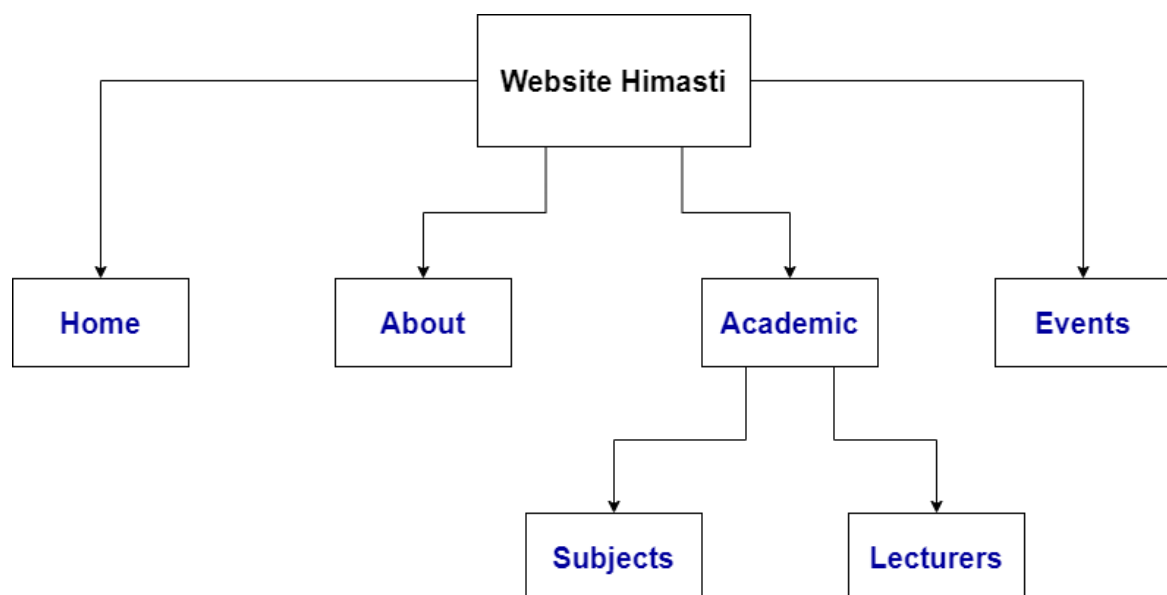 Website Himasti
Home
About
Academic
Events
Subjects
Lecturers